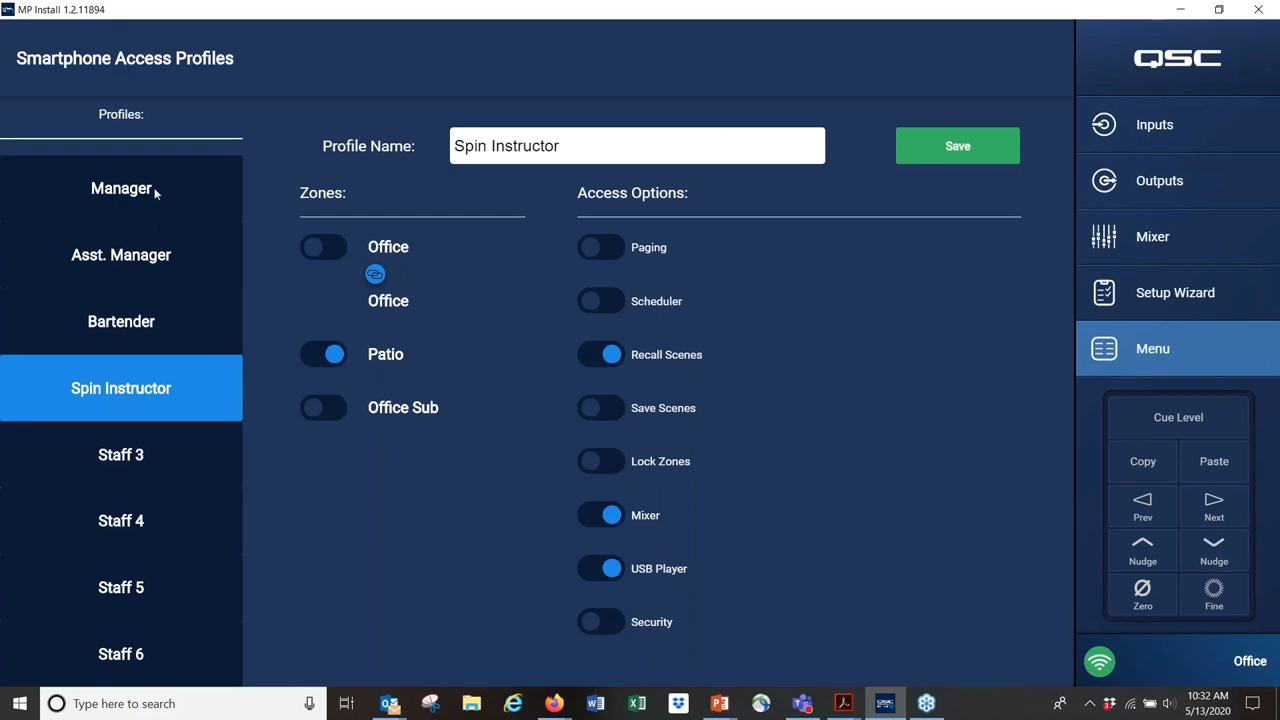 MP Install 1.2.11894
Smartphone Access Profiles
QSC
Profiles:
Manager
Asst. Manager
Bartender
Spin Instructor
Staff 3
Staff 4
Staff 5
Staff 6
Profile Name:
Spin Instructor
Save
Zones:
Office
Office
Patio
Office Sub
Access Options:
Paging
Scheduler
Recall Scenes
Save Scenes
Lock Zones
Mixer
USB Player
Security
Inputs
Outputs
Mixer
Setup Wizard
Menu
Cue Level
Copy
Paste
Prev
Next
Nudge
Nudge
Zero
Fine
Office
Type here to search
10:32 AM
5/13/2020